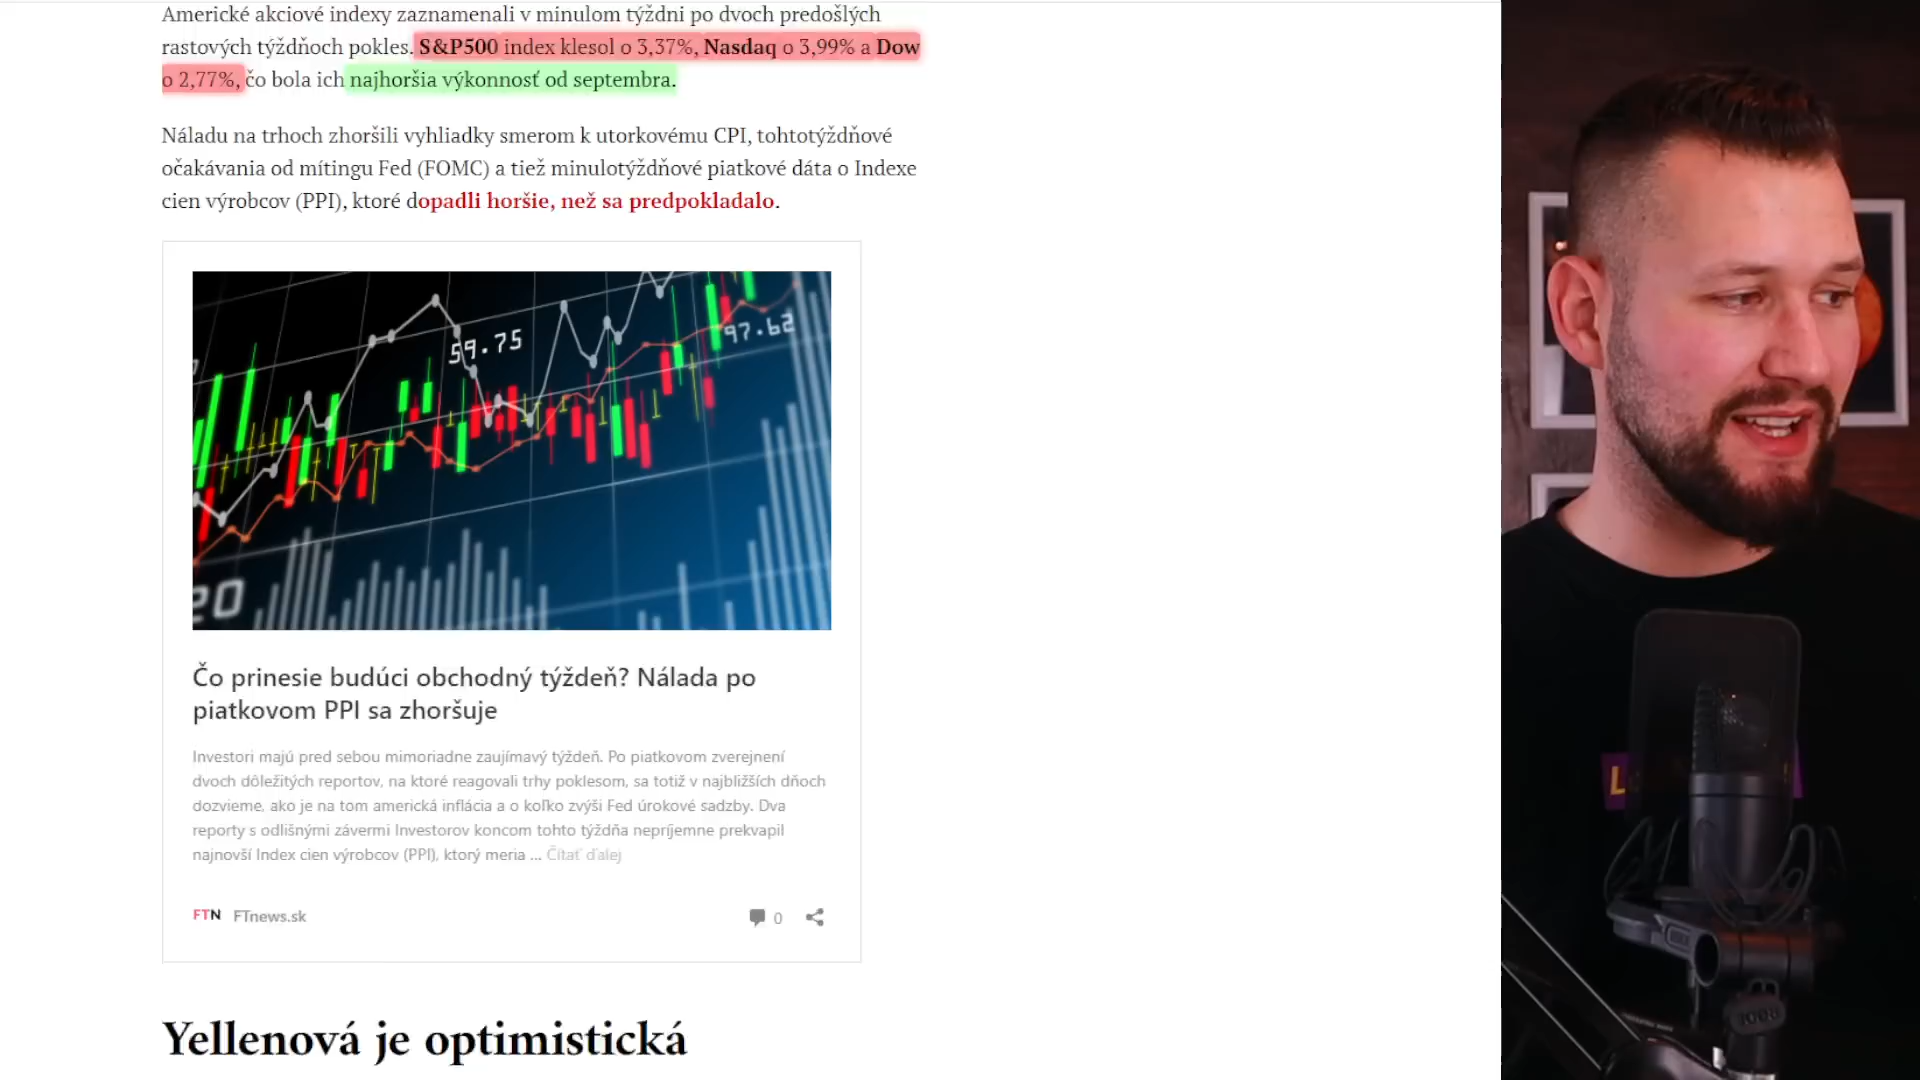 Americké akciové indexy zaznamenali v minulom týždni po dvoch predošlých
rastových týždňoch pokles. S&P500 index klesol o 3,37%, Nasdaq o 3,99% a Dow
o 2,77%, čo bola ich najhoršia výkonnosť od septembra.
Náladu na trhoch zhoršili vyhliadky smerom k utorkovému CPI, tohtotýždňové
očakávania od mítingu Fed (FOMC) a tiež minulotýždňové piatkové dáta o Indexe
cien výrobcov (PPI), ktoré dopadli horšie, než sa predpokladalo.
59.75
97.62
20
Čo prinesie budúci obchodný týždeň? Nálada po
piatkovom PPI sa zhoršuje
Investori majú pred sebou mimoriadne zaujímavý týždeň. Po piatkovom zverejnení
dvoch dôležitých reportov, na ktoré reagovali trhy poklesom, sa totiž v najbližších dňoch
dozvieme, ako je na tom americká inflácia a o koľko zvýši Fed úrokové sadzby. Dva
reporty s odlišnými závermi Investorov koncom tohto týždňa nepríjemne prekvapil
najnovší Index cien výrobcov (PPI), ktorý meria ... Čítať ďalej
FTN FTnews.sk
0
Yellenová je optimistická